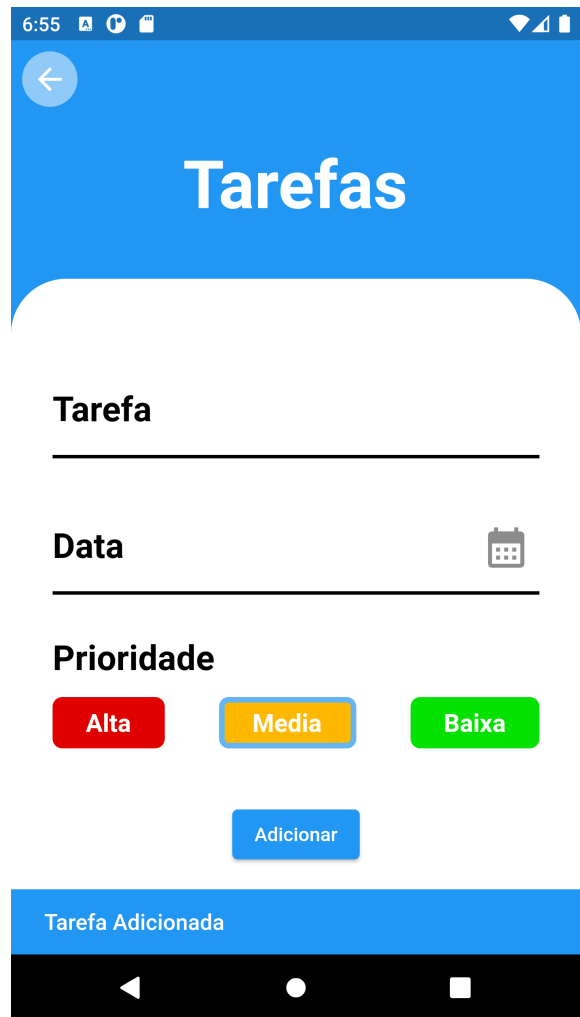 6:55
Tarefas
Tarefa
Data
Prioridade
Alta Media Baixa
Adicionar
Tarefa Adicionada